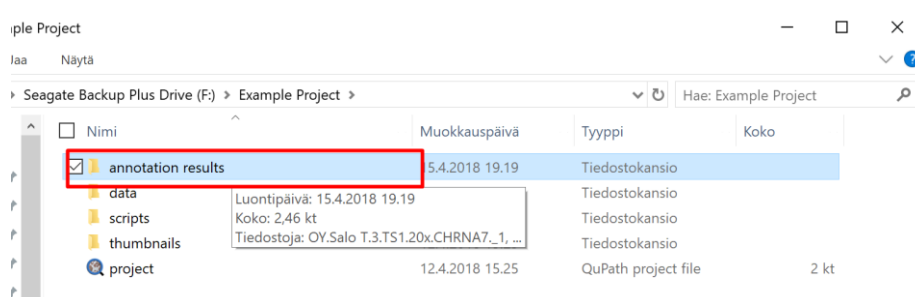 ple Project
Jaa Näytä
Seagate Backup Plus Drive (F:) > Example Project > Hae: Example Project
Nimi Muokkauspäivä Tyyppi Koko
annotation results 15.4.2018 19.19 Tiedostokansio
data Tiedostokansio
scripts Tiedostokansio
thumbnails Tiedostokansio
Luontipäivä: 15.4.2018 19.19
Koko: 2,46 kt
Tiedostoja: OY.Salo T.3.TS1.20x.CHRNA7._1, ...
project 12.4.2018 15.25 QuPath project file 2 kt